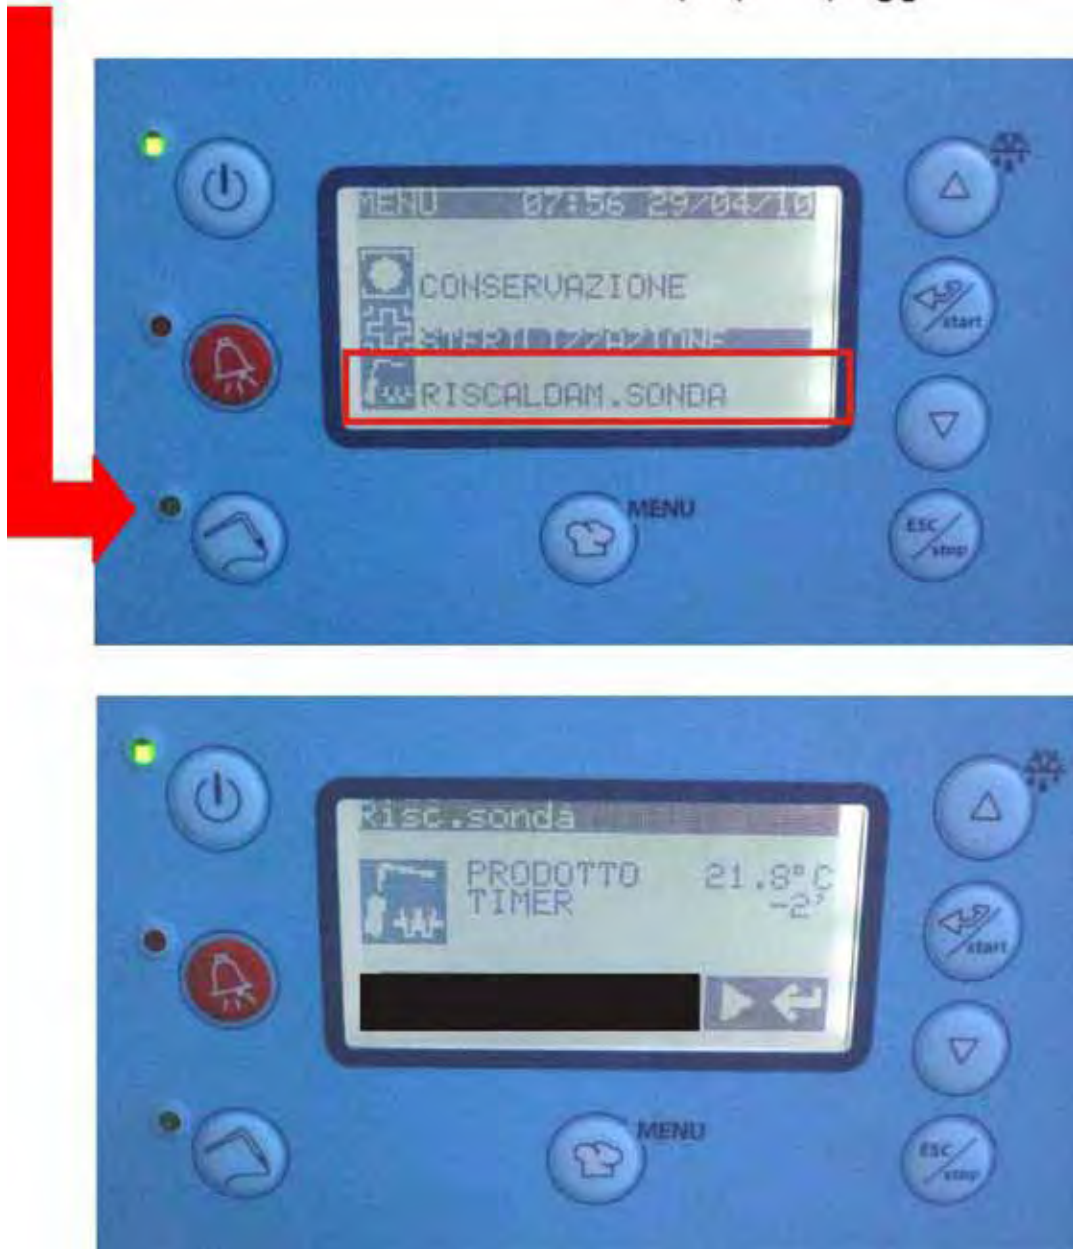 MENU 07:56 29/04/10
CONSERVAZIONE
STERILIZZAZIONE
RISCALDAM.SONDA
start
MENU
ESC/stop
Risc.sonda
PRODOTTO 21.8°C
TIMER -2'
start
MENU
ESC/stop